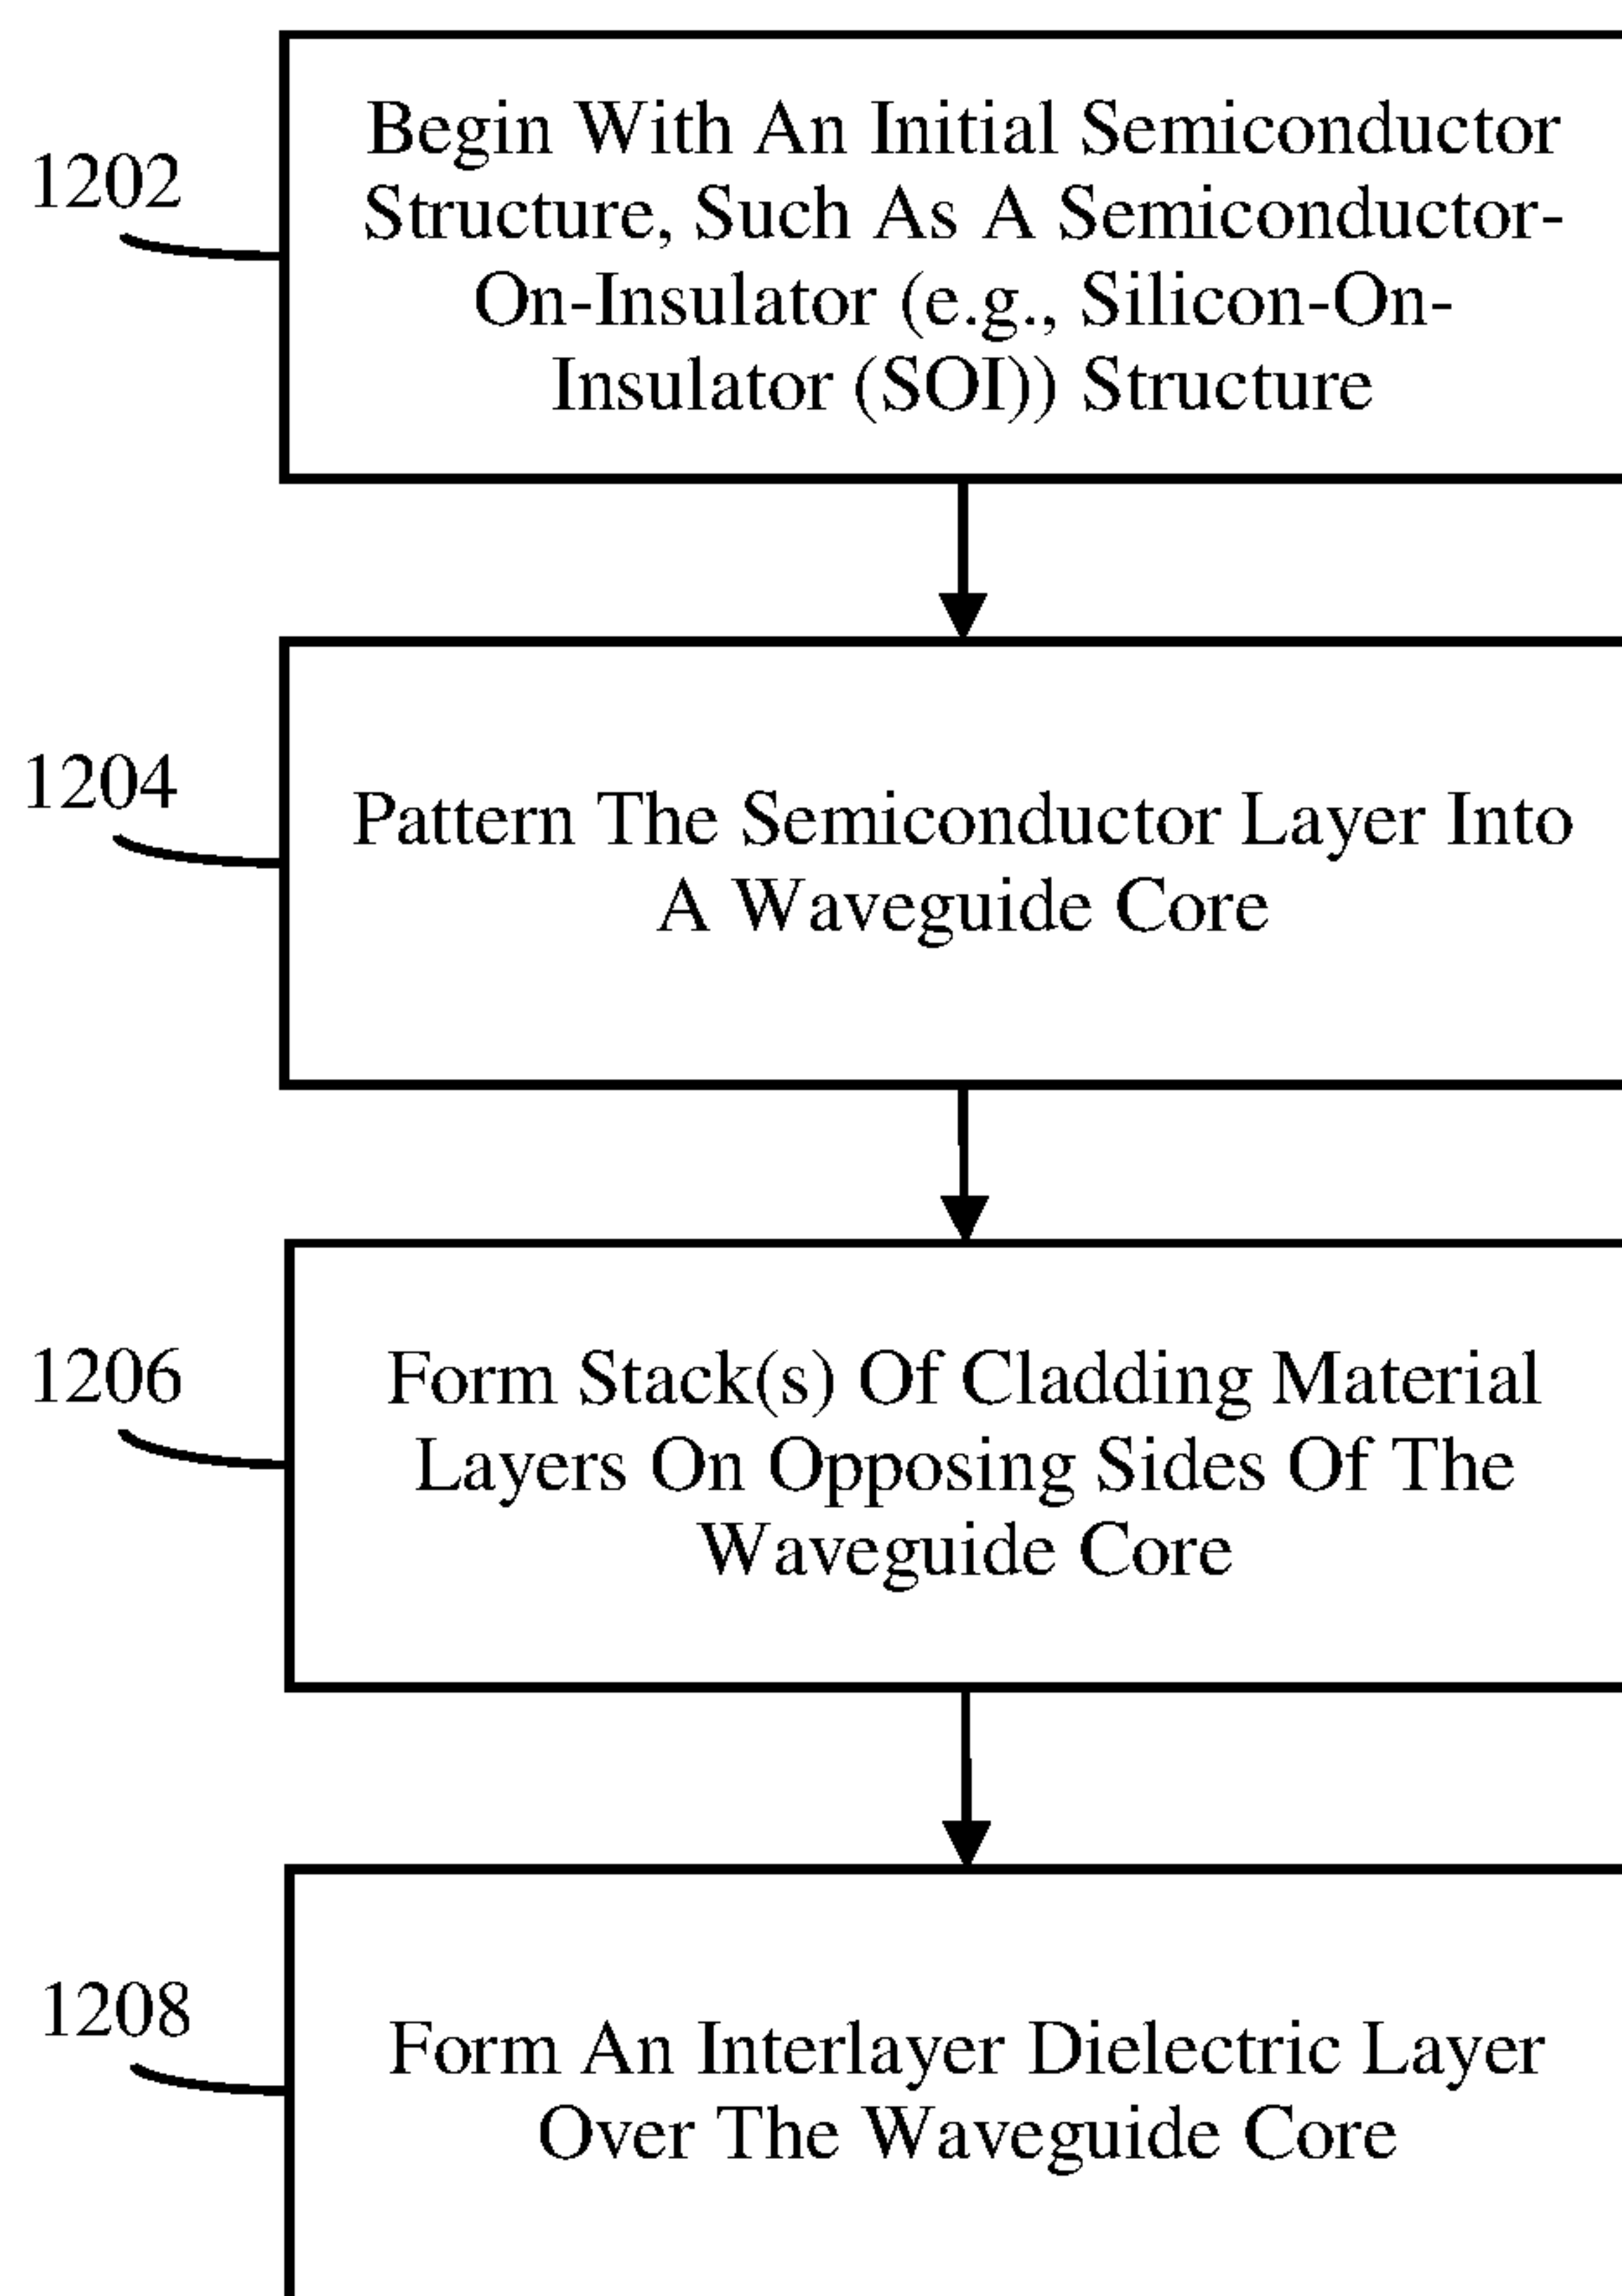 1202
Begin With An Initial Semiconductor
Structure, Such As A Semiconductor-
On-Insulator (e.g., Silicon-On-
Insulator (SOI)) Structure
1204
Pattern The Semiconductor Layer Into
A Waveguide Core
1206
Form Stack(s) Of Cladding Material
Layers On Opposing Sides Of The
Waveguide Core
1208
Form An Interlayer Dielectric Layer
Over The Waveguide Core